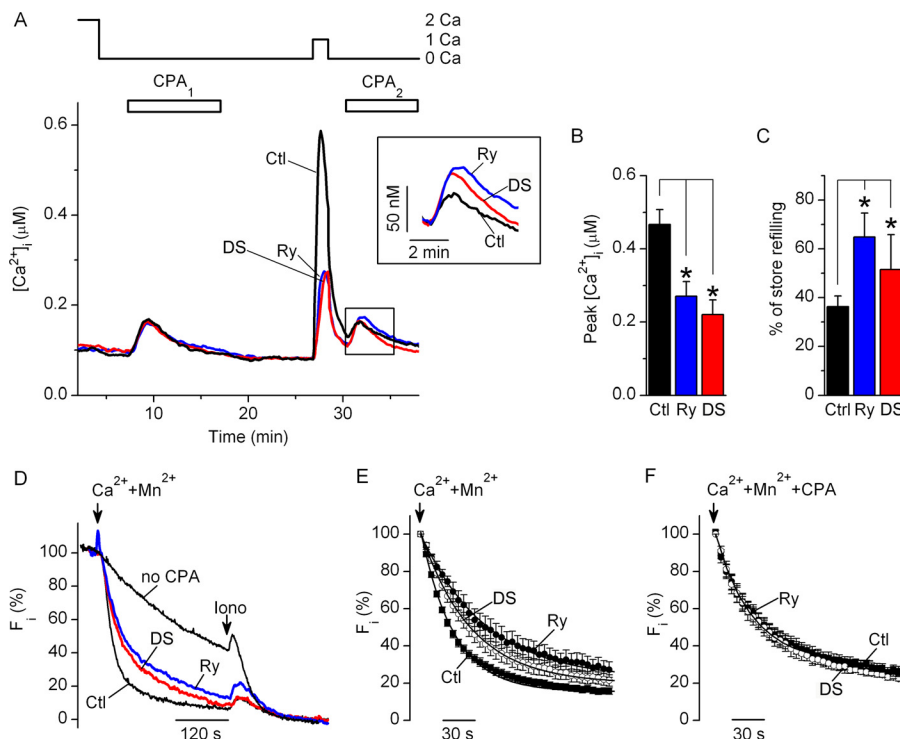 A
2 Ca
1 Ca
0 Ca
CPA1
CPA2
0.6
0.4
0.2
0.0
[Ca2+]i (µM)
10
20
30
Time (min)
Ctl
DS
Ry
50 nM
2 min
Ry
DS
Ctl
B
0.6
0.4
0.2
0.0
Peak [Ca2+]i (µM)
*
*
Ctl Ry DS
C
80
60
40
20
0
% of store refilling
*
*
Ctrl Ry DS
D
Ca2+ +Mn2+
100
80
60
40
20
0
Fi (%)
no CPA
Iono
DS
Ry
Ctl
120 s
E
Ca2+ +Mn2+
100
80
60
40
20
0
Fi (%)
DS
Ry
Ctl
30 s
F
Ca2+ +Mn2+ +CPA
100
80
60
40
20
0
Fi (%)
Ry
Ctl
DS
30 s